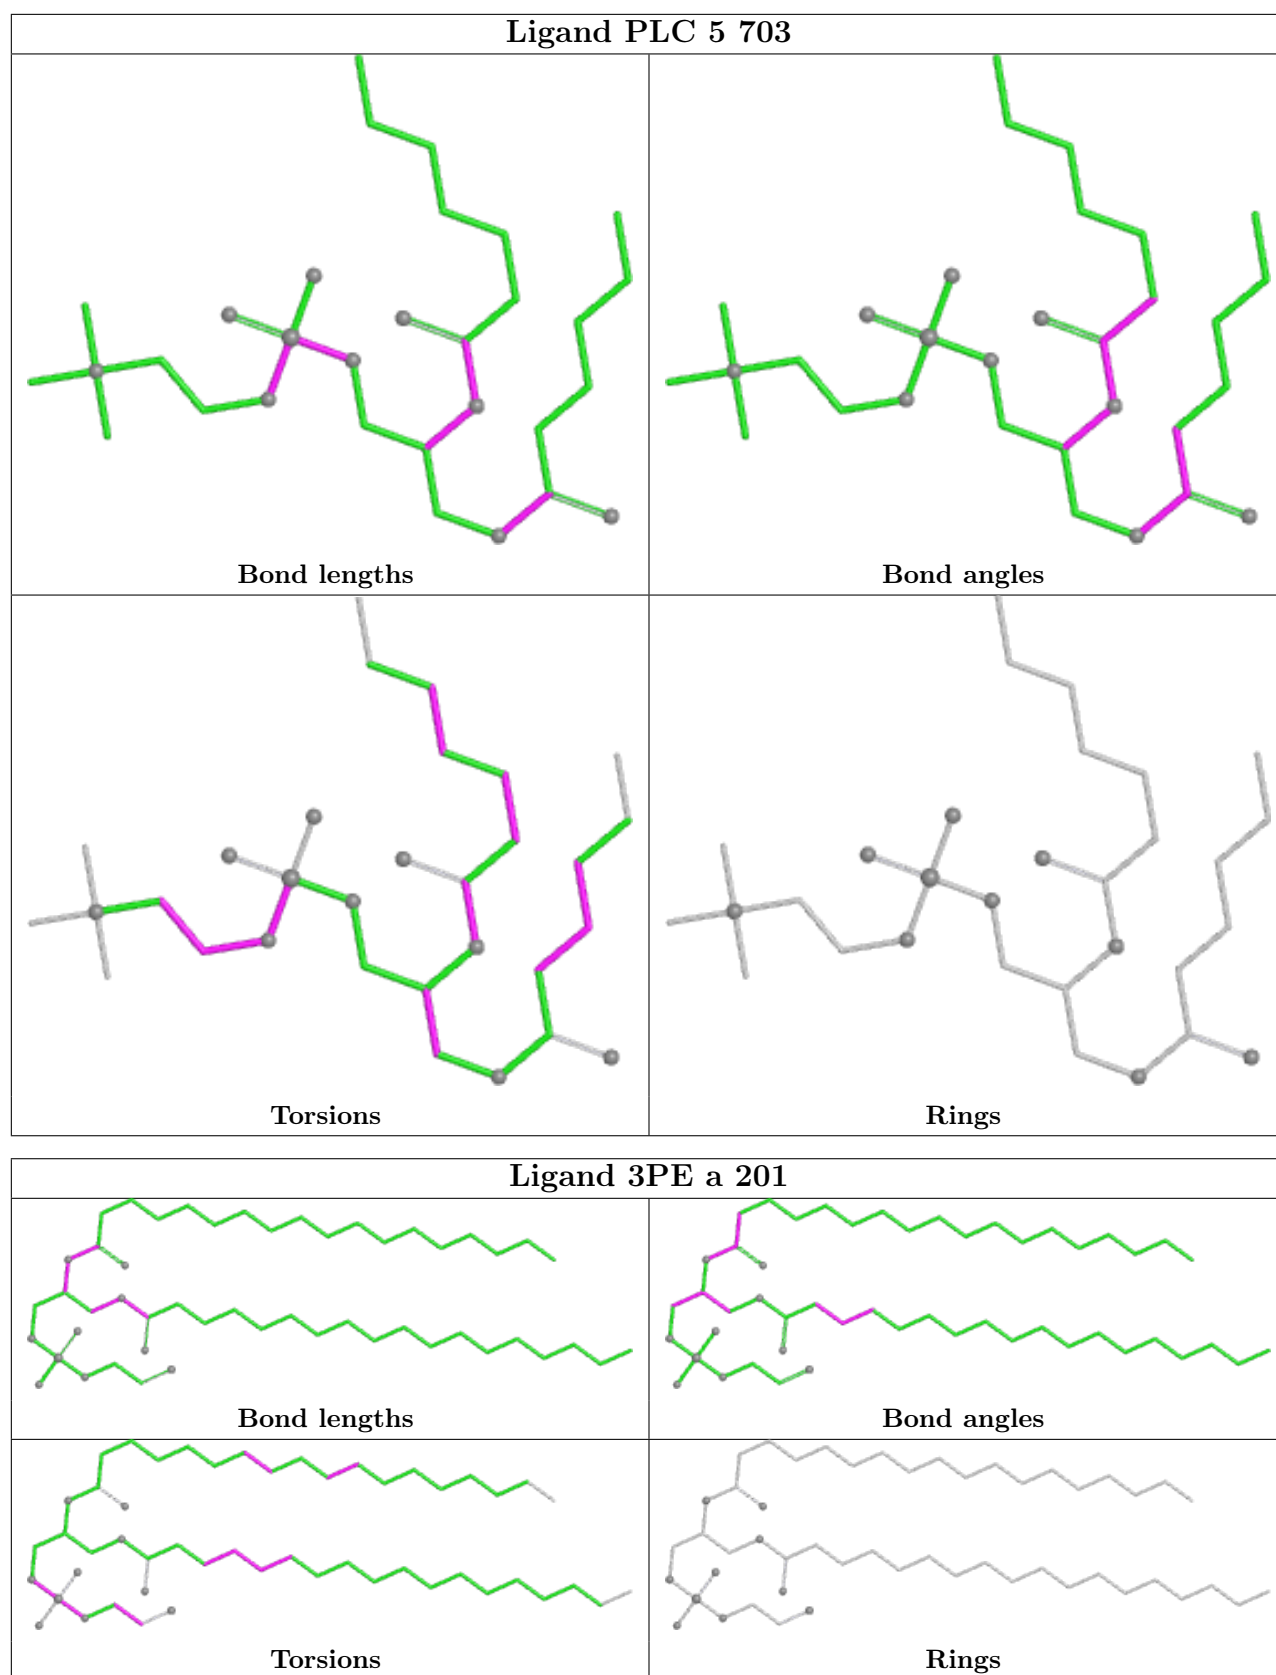 Ligand PLC 5 703
Bond lengths
Bond angles
Torsions
Rings
Ligand 3PE a 201
Bond lengths
Bond angles
Torsions
Rings